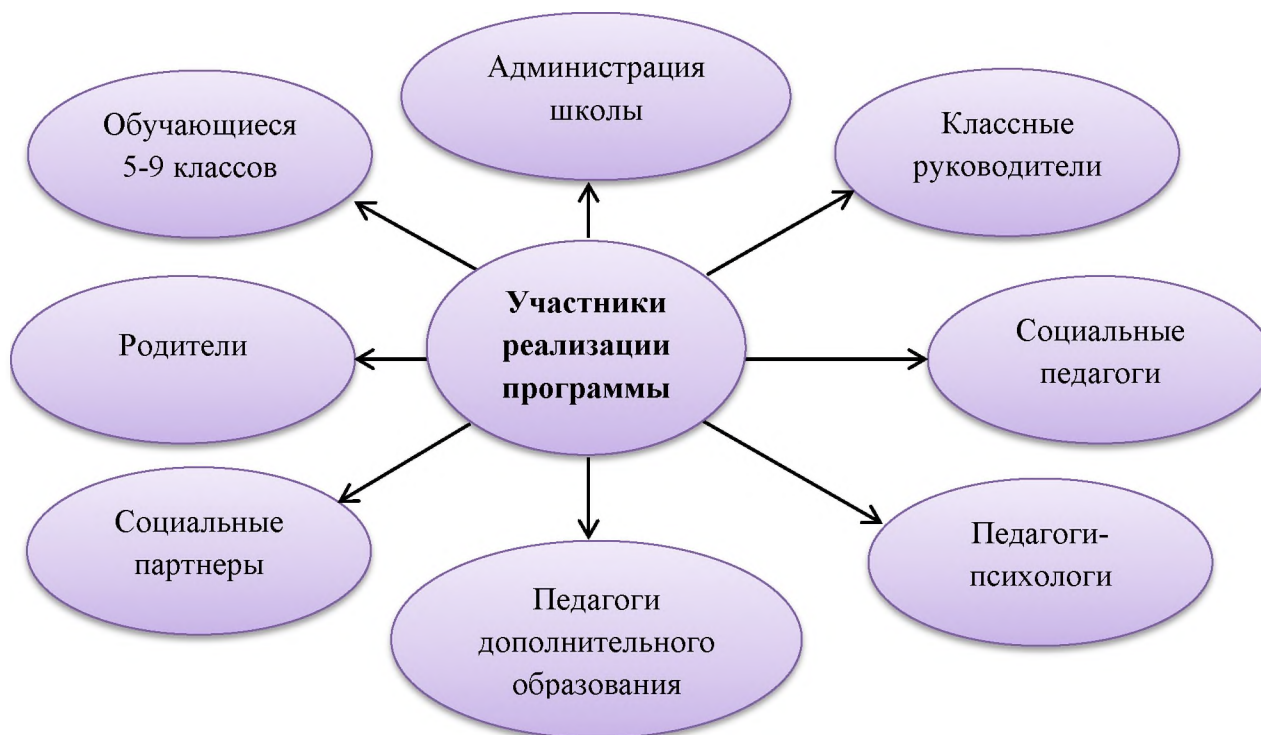 Администрация
школы
Обучающиеся
5-9 классов
Классные
руководители
Участники
реализации
программы
Родители
Социальные
педагоги
Социальные
партнеры
Педагоги-
психологи
Педагоги
дополнительного
образования